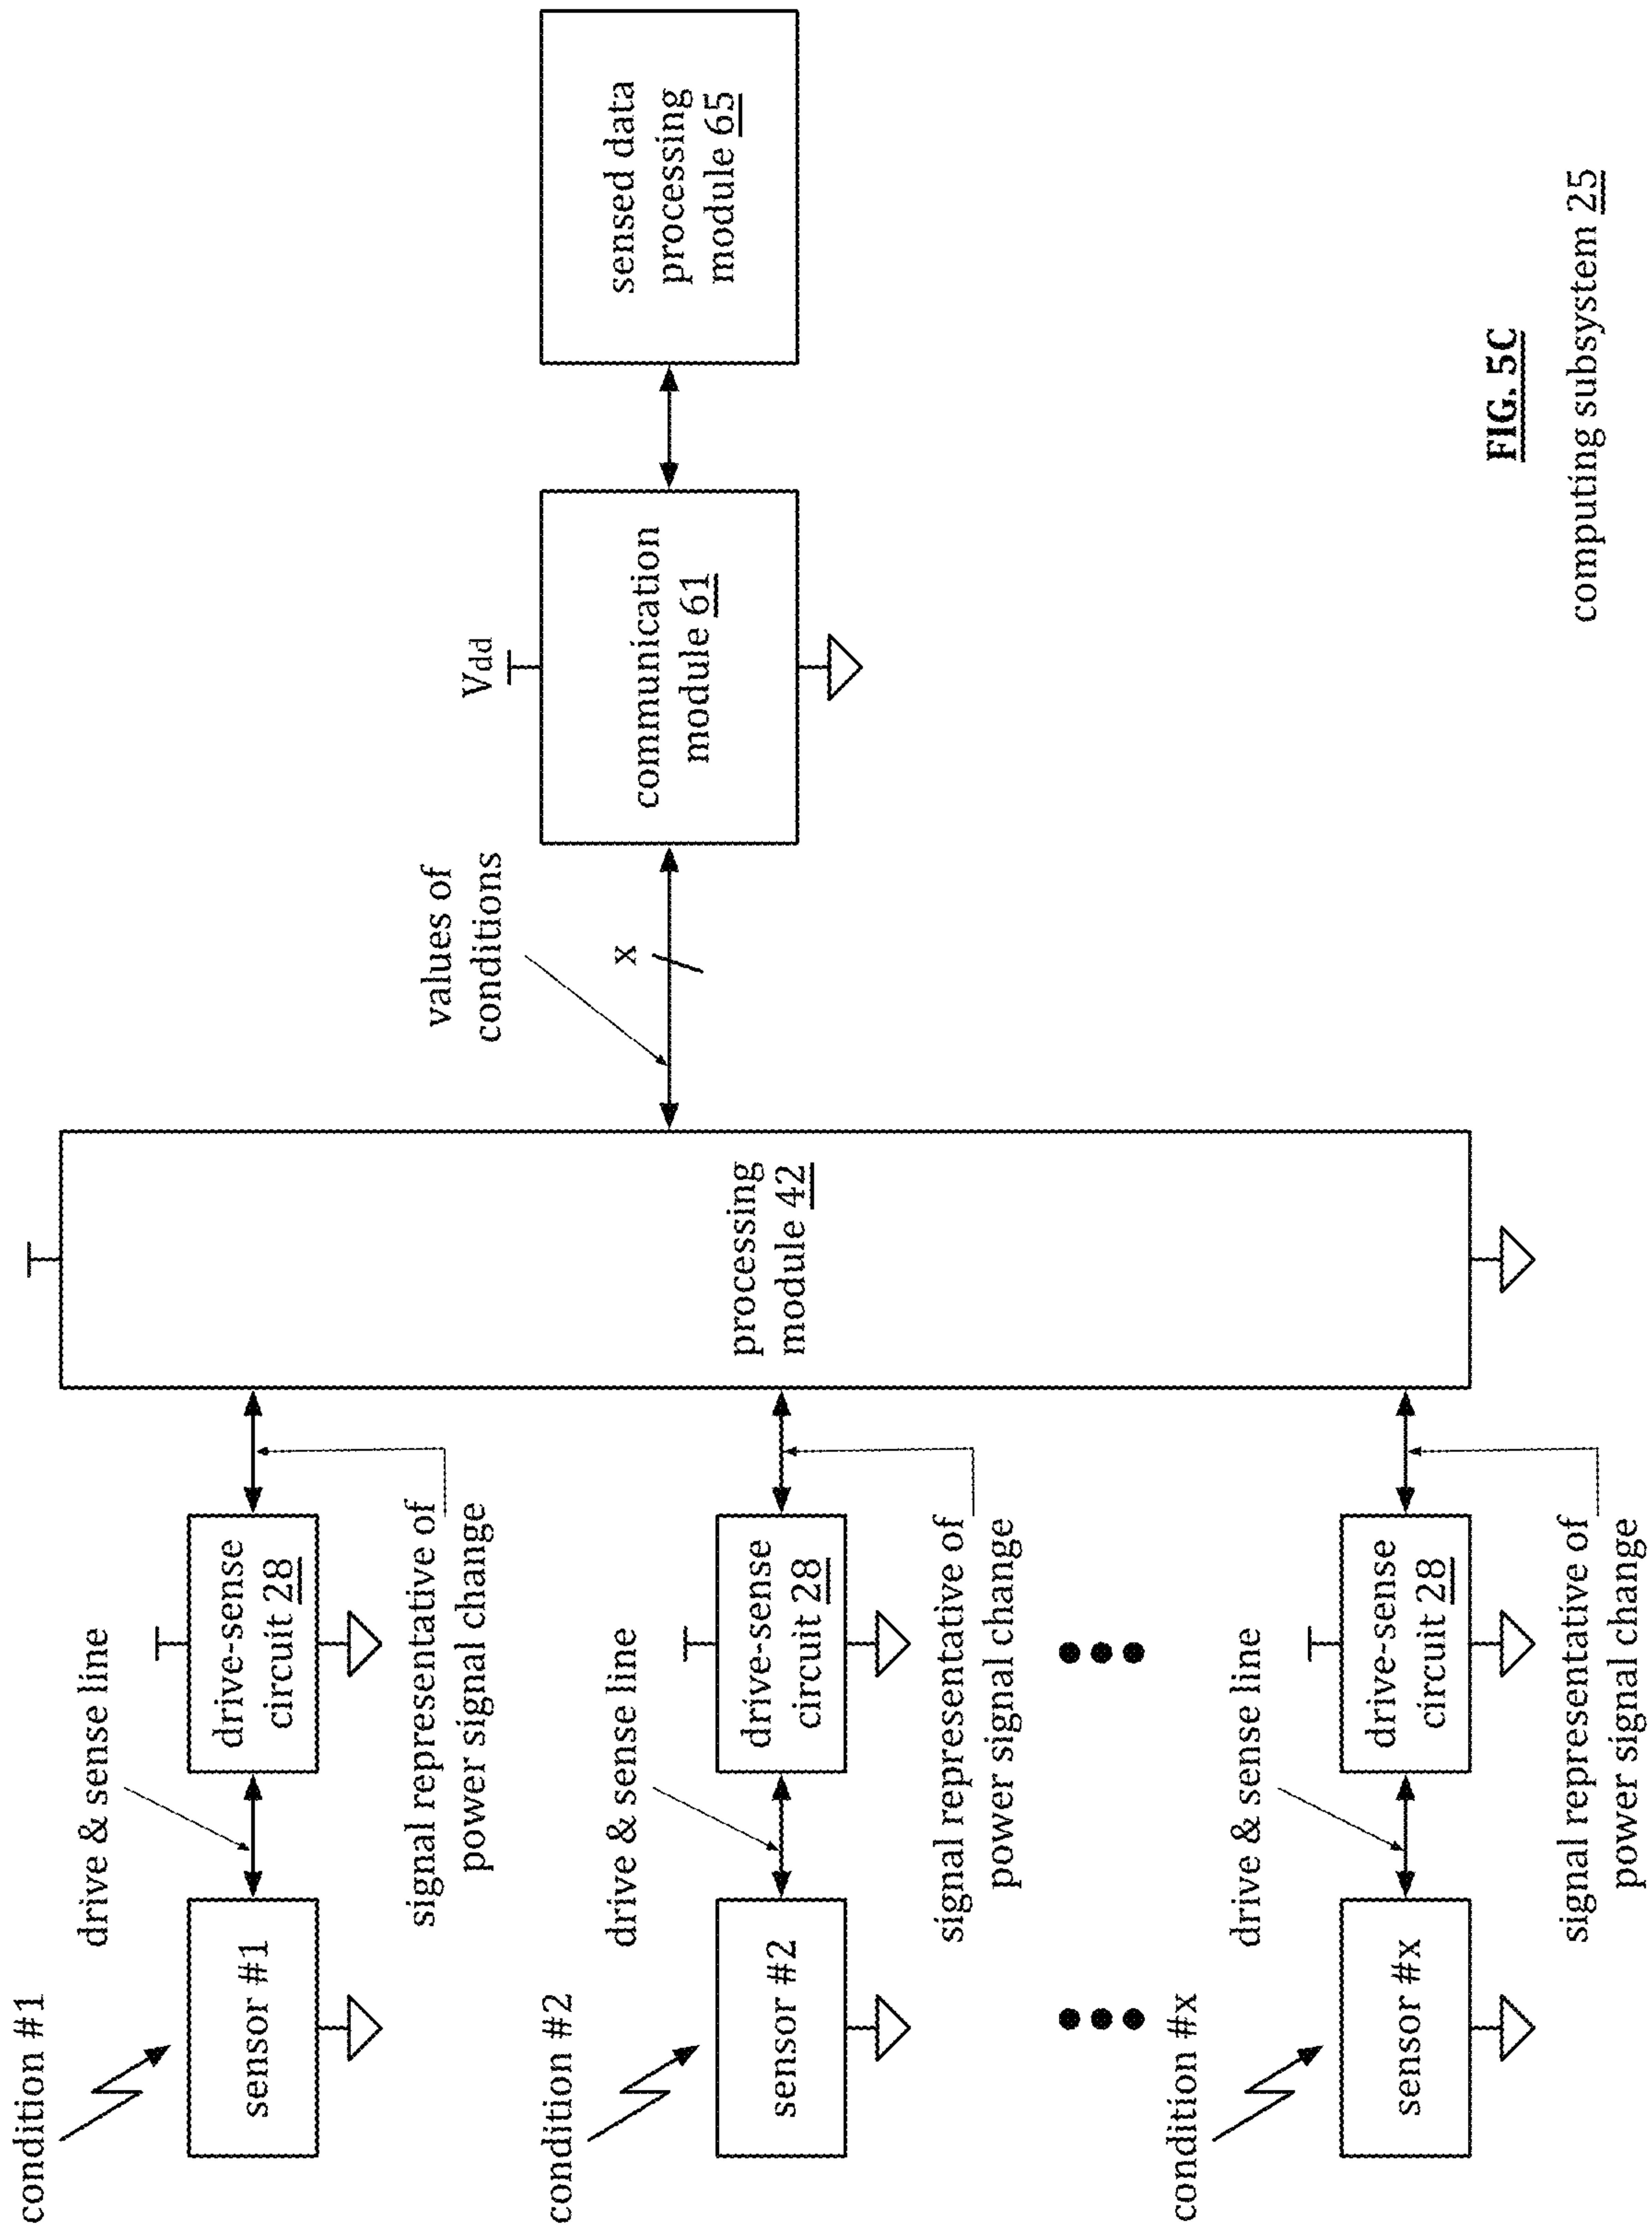 condition #1
drive & sense line
sensor #1
drive-sense
circuit 28
signal representative of
power signal change
condition #2
drive & sense line
sensor #2
drive-sense
circuit 28
signal representative of
power signal change
condition #x
drive & sense line
sensor #x
drive-sense
circuit 28
signal representative of
power signal change
processing
module 42
values of
conditions
x
Vdd
communication
module 61
sensed data
processing
module 65
FIG. 5C
computing subsystem 25